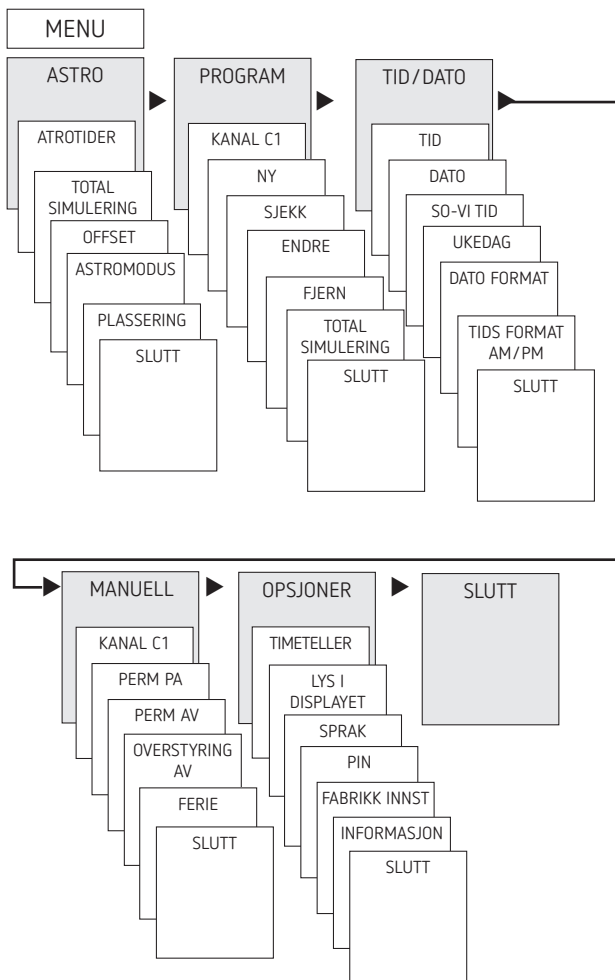 MENU
ASTRO
ATROTIDER
TOTAL
SIMULERING
OFFSET
ASTROMODUS
PLASSERING
SLUTT
PROGRAM
KANAL C1
NY
SJEKK
ENDRE
FJERN
TOTAL
SIMULERING
SLUTT
TID/DATO
TID
DATO
SO-VI TID
UKEDAG
DATO FORMAT
TIDS FORMAT
AM/PM
SLUTT
MANUELL
KANAL C1
PERM PA
PERM AV
OVERSTYRING
AV
FERIE
SLUTT
OPSJONER
TIMETELLER
LYS I
DISPLAYET
SPRAK
PIN
FABRIKK INNST
INFORMASJON
SLUTT
SLUTT